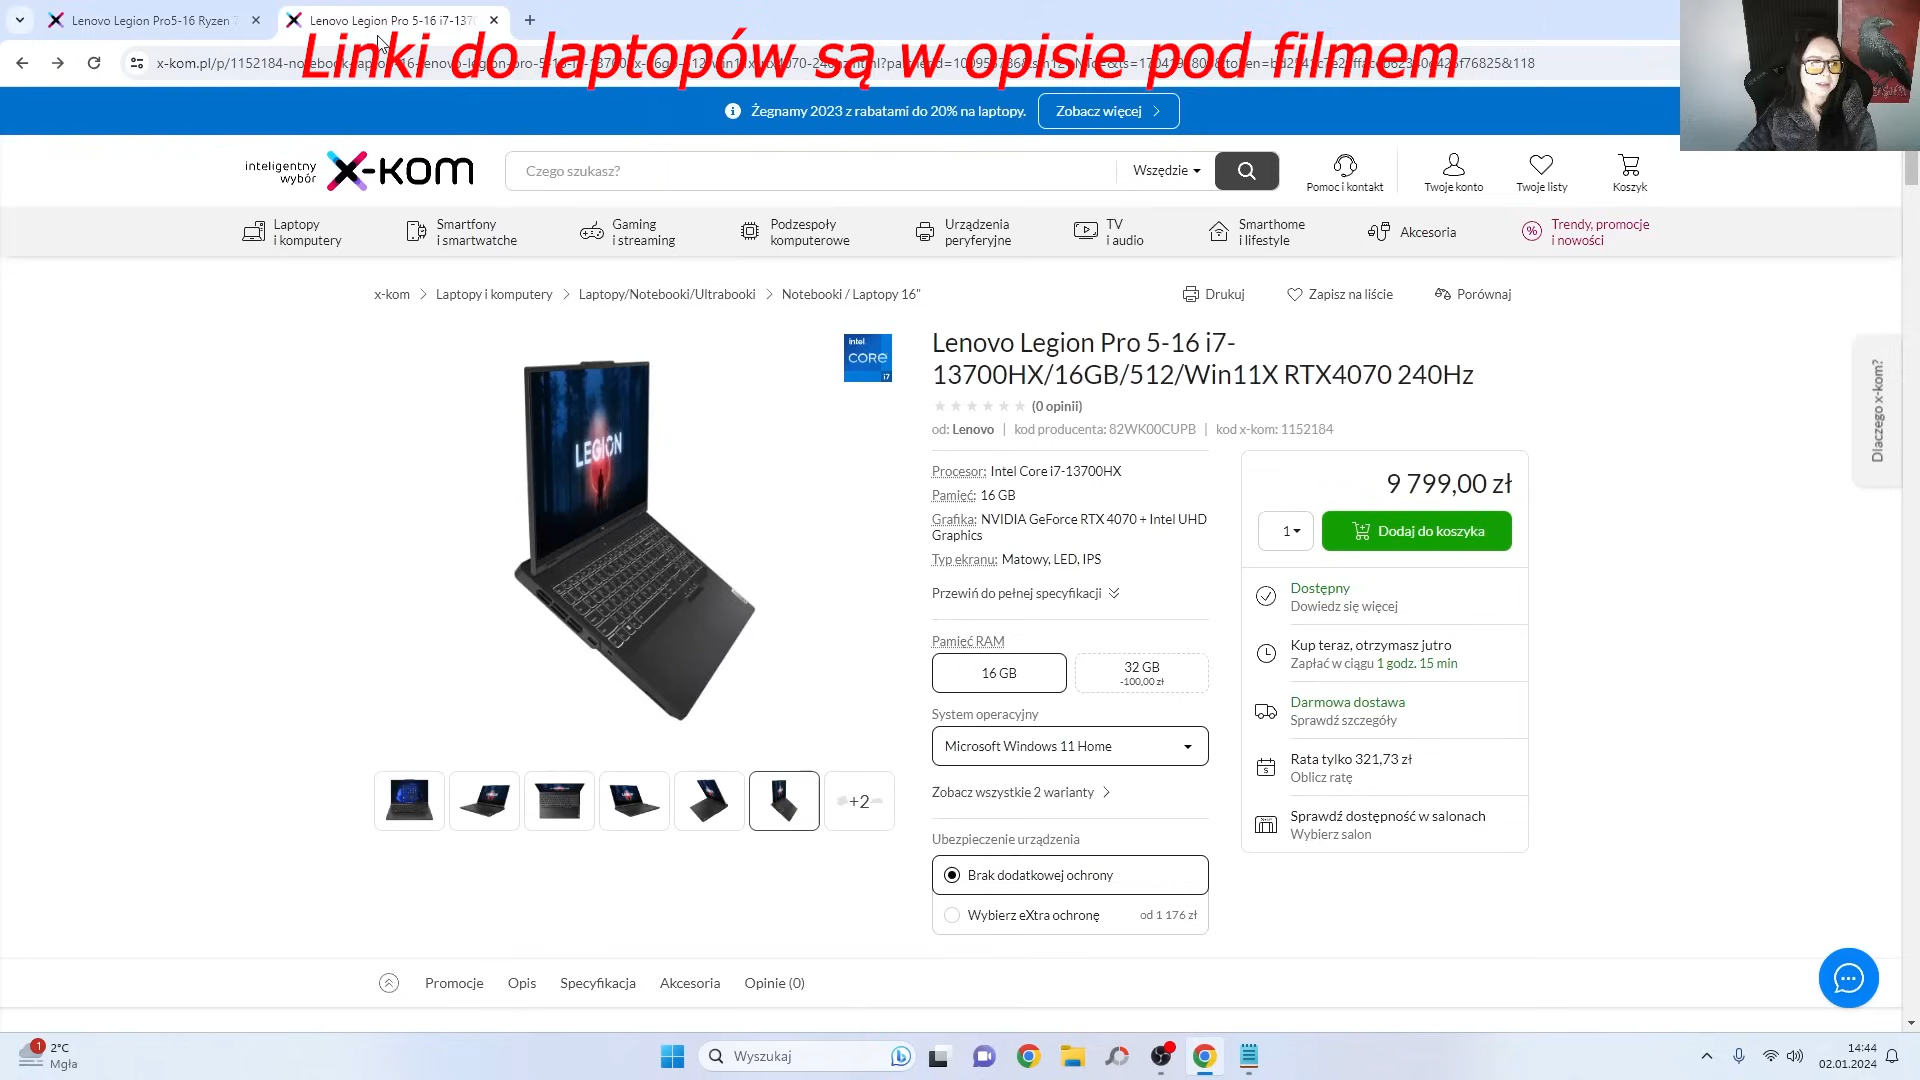 Lenovo Legion Pro5-16 Ryzen 7
Lenovo Legion Pro 5-16 i7-1370
Linki do laptopów są w opisie pod filmem
Żegnamy 2023 z rabatami do 20% na laptopy.
Zobacz więcej
inteligentny
wybór
x-kom
Czego szukasz?
Wszędzie
Pomoc i kontakt
Twoje konto
Twoje listy
Koszyk
Laptopy
i komputery
Smartfony
i smartwatche
Gaming
i streaming
Podzespoły
komputerowe
Urządzenia
peryferyjne
TV
i audio
Smarthome
i lifestyle
Akcesoria
Trendy, promocje
i nowości
x-kom > Laptopy i komputery > Laptopy/Notebooki/Ultrabooki > Notebooki / Laptopy 16"
Drukuj
Zapisz na liście
Porównaj
Dlaczego x-kom?
LEGION
intel
CORE
i7
Lenovo Legion Pro 5-16 i7-
13700HX/16GB/512/Win11X RTX4070 240Hz
(0 opinii)
od: Lenovo | kod producenta: 82WK00CUPB | kod x-kom: 1152184
Procesor: Intel Core i7-13700HX
Pamięć: 16 GB
Grafika: NVIDIA GeForce RTX 4070 + Intel UHD
Graphics
Typ ekranu: Matowy, LED, IPS
Przewiń do pełnej specyfikacji
Pamięć RAM
16 GB
32 GB
-100,00 zł
System operacyjny
Microsoft Windows 11 Home
Zobacz wszystkie 2 warianty
Ubezpieczenie urządzenia
Brak dodatkowej ochrony
Wybierz eXtra ochronę
od 1 176 zł
9 799,00 zł
1
Dodaj do koszyka
Dostępny
Dowiedz się więcej
Kup teraz, otrzymasz jutro
Zapłać w ciągu 1 godz. 15 min
Darmowa dostawa
Sprawdź szczegóły
Rata tylko 321,73 zł
Oblicz ratę
Sprawdź dostępność w salonach
Wybierz salon
+2
Promocje
Opis
Specyfikacja
Akcesoria
Opinie (0)
1
2°C
Mgła
Wyszukaj
14:44
02.01.2024